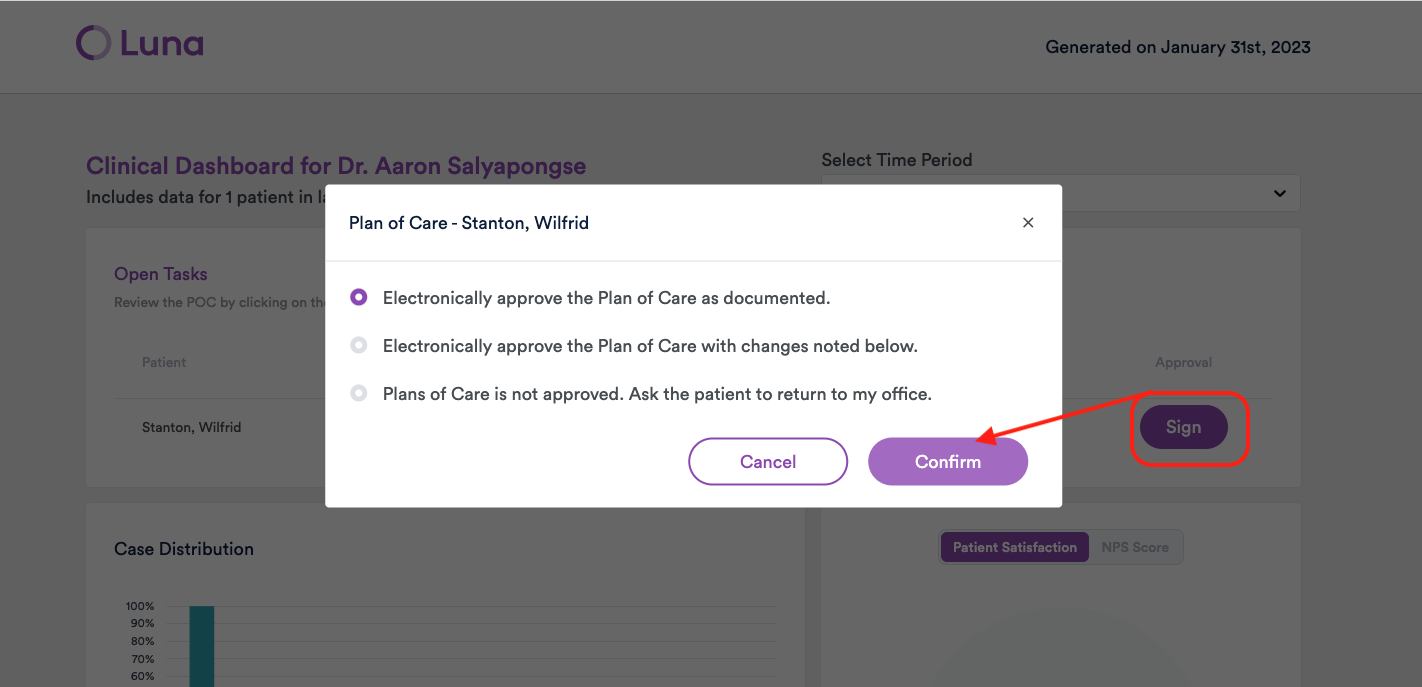 Luna
Generated on January 31st, 2023
Clinical Dashboard for Dr. Aaron Salyapongse
Select Time Period
Includes data for 1 patient in
Plan of Care - Stanton, Wilfrid
×
Open Tasks
Review the POC by clicking on the
Electronically approve the Plan of Care as documented.
Electronically approve the Plan of Care with changes noted below.
Plans of Care is not approved. Ask the patient to return to my office.
Patient
Approval
Stanton, Wilfrid
Sign
Cancel
Confirm
Case Distribution
Patient Satisfaction
NPS Score
100%
90%
80%
70%
60%